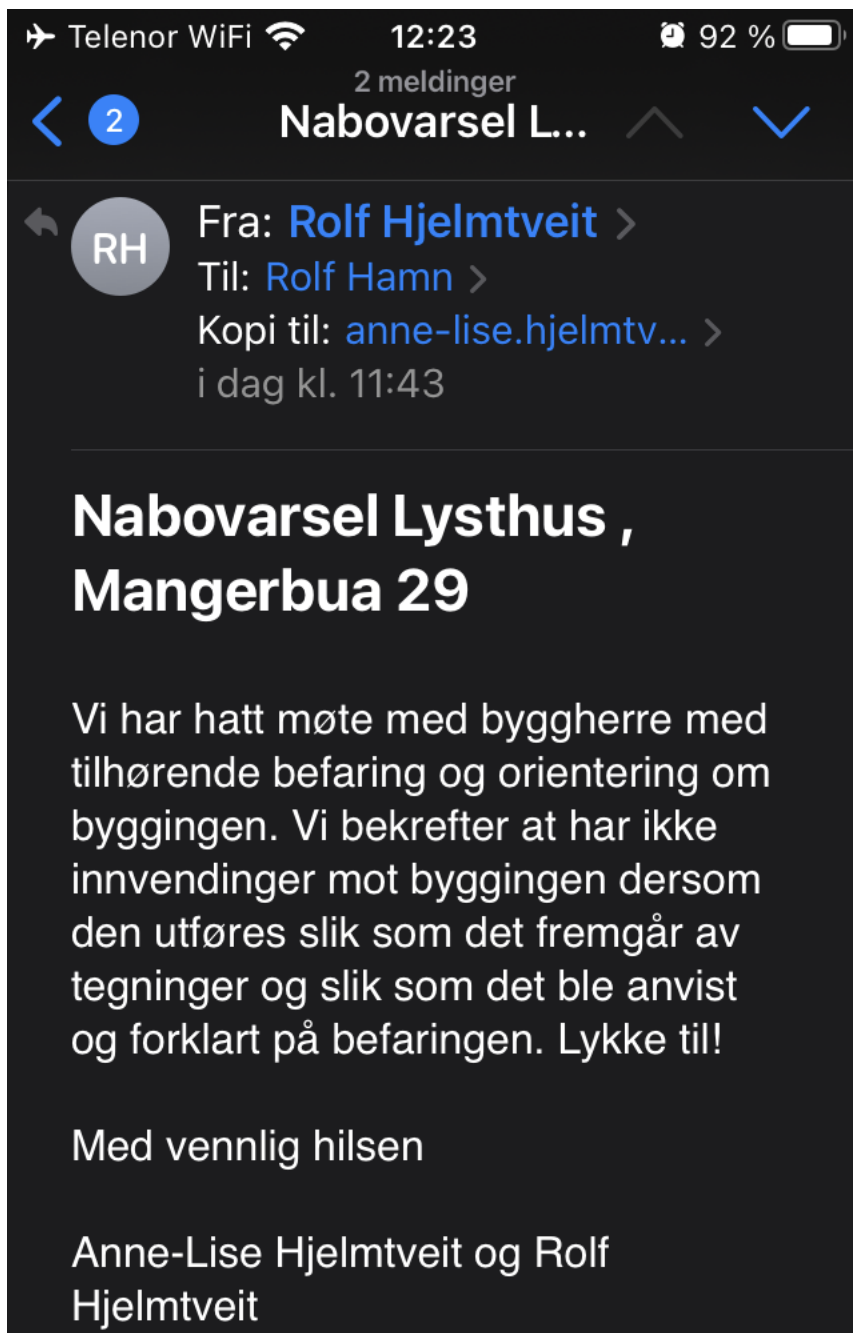 Telenor WiFi 12:23 92 %
2 meldinger
2 Nabovarsel L...
RH
Fra: Rolf Hjelmtveit
Til: Rolf Hamn
Kopi til: anne-lise.hjelmtv...
i dag kl. 11:43
Nabovarsel Lysthus ,
Mangerbua 29
Vi har hatt møte med byggherre med
tilhørende befaring og orientering om
byggingen. Vi bekrefter at har ikke
innvendinger mot byggingen dersom
den utføres slik som det fremgår av
tegninger og slik som det ble anvist
og forklart på befaringen. Lykke til!
Med vennlig hilsen
Anne-Lise Hjelmtveit og Rolf
Hjelmtveit